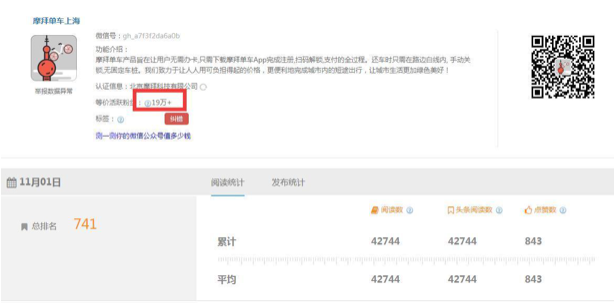 摩拜单车上海
微信号：gh_a7f3f2da6a0b
功能介绍：
摩拜单车产品旨在让用户无需办卡,只需下载摩拜单车App完成注册,扫码解锁,支付的全过程。还车时只需在路边白线内, 手动关
锁,无固定车桩。我们致力于让人人用可负担得起的价格，更便利地完成城市内的短途出行，让城市生活更加绿色美好！
举报数据异常
认证信息：北京摩拜科技有限公司
等价活跃粉丝：19万+
标签：
纠错
测一测你的微信公众号值多少钱
11月01日
阅读统计 发布统计
总排名 741
阅读数 头条阅读数 点赞数
累计 42744 42744 843
平均 42744 42744 843